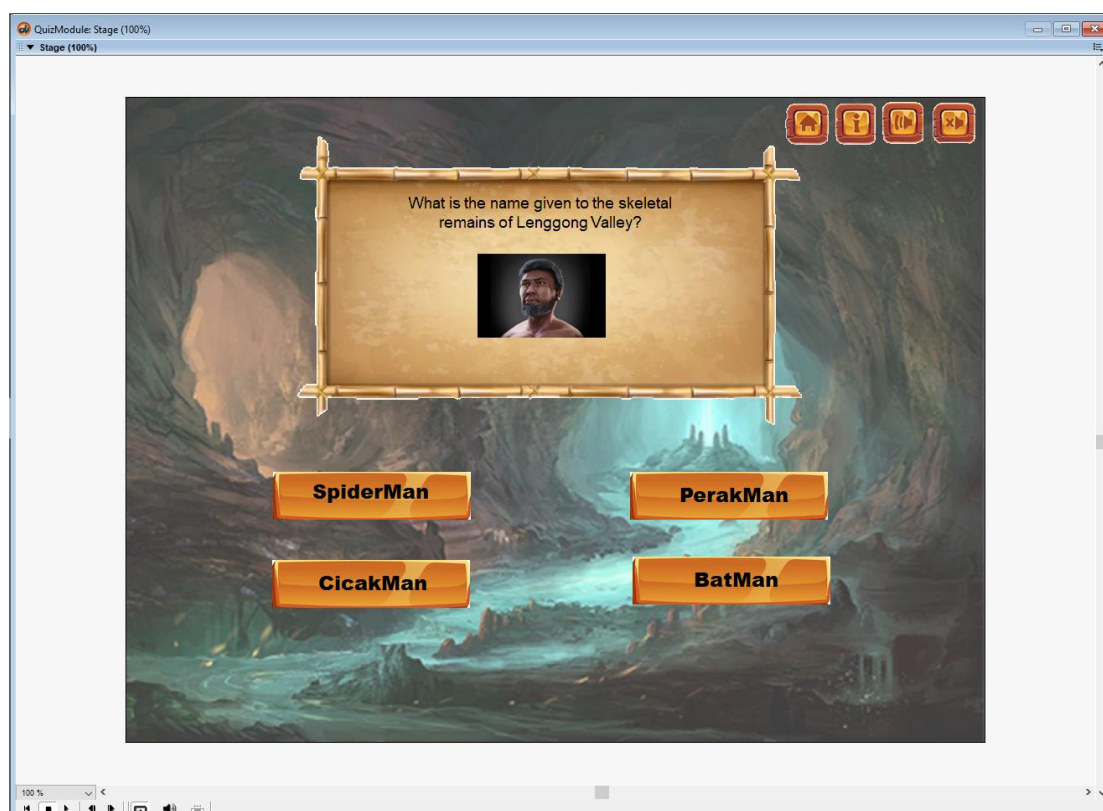 QuizModule: Stage (100%)
Stage (100%)
What is the name given to the skeletal
remains of Lenggong Valley?
SpiderMan
PerakMan
CicakMan
BatMan
100 %